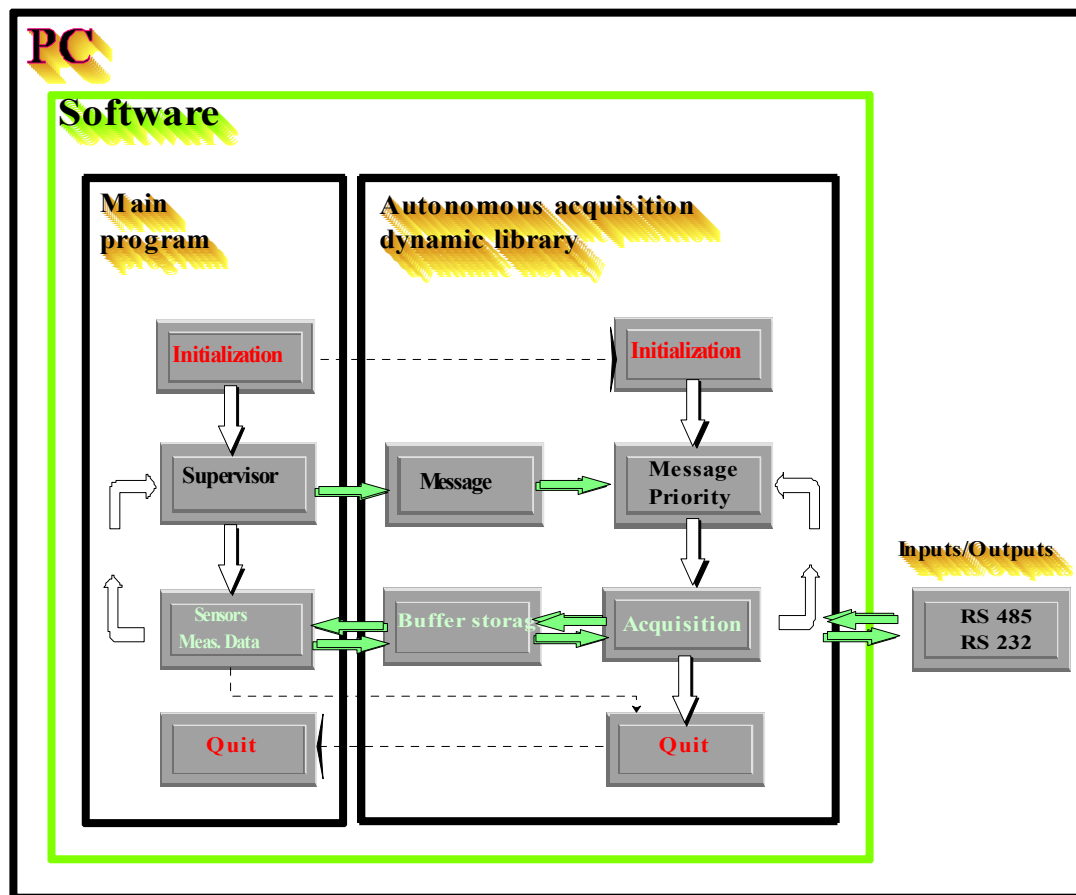 PC
Software
Main
program
Autonomous acquisition
dynamic library
Initialization
Initialization
Supervisor
Message
Message
Priority
Inputs/Outputs
Sensors
Meas. Data
Buffer storag
Acquisition
RS 485
RS 232
Quit
Quit